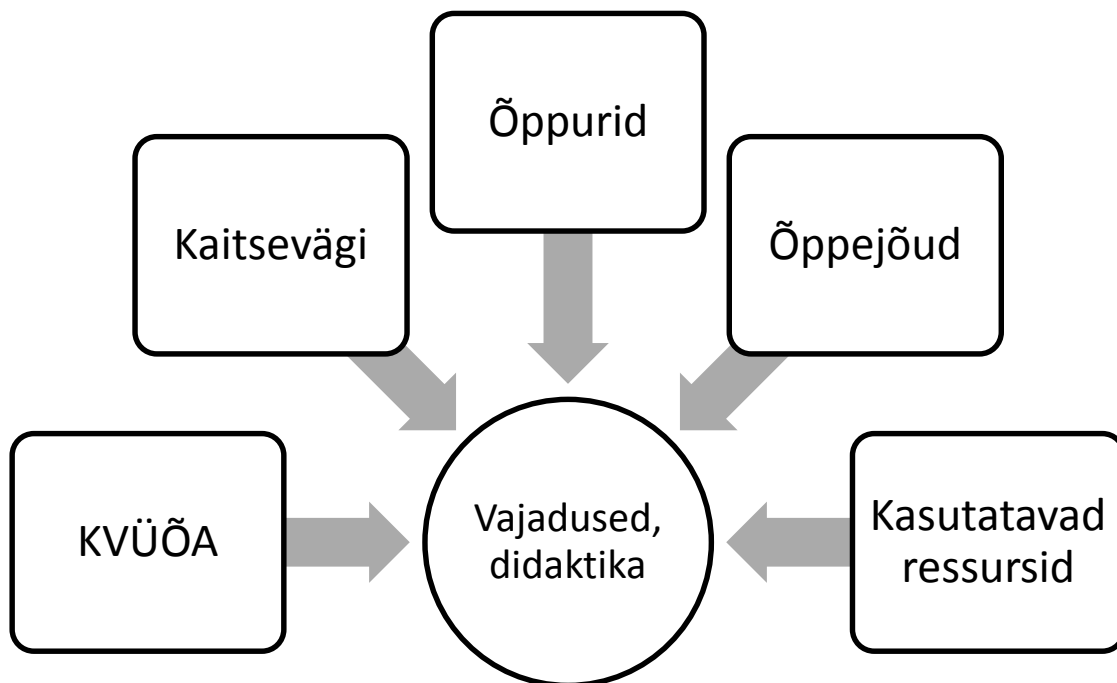 Õppurid
Kaitsevägi
Õppejõud
KVÜÕA
Vajadused,
didaktika
Kasutatavad
ressursid